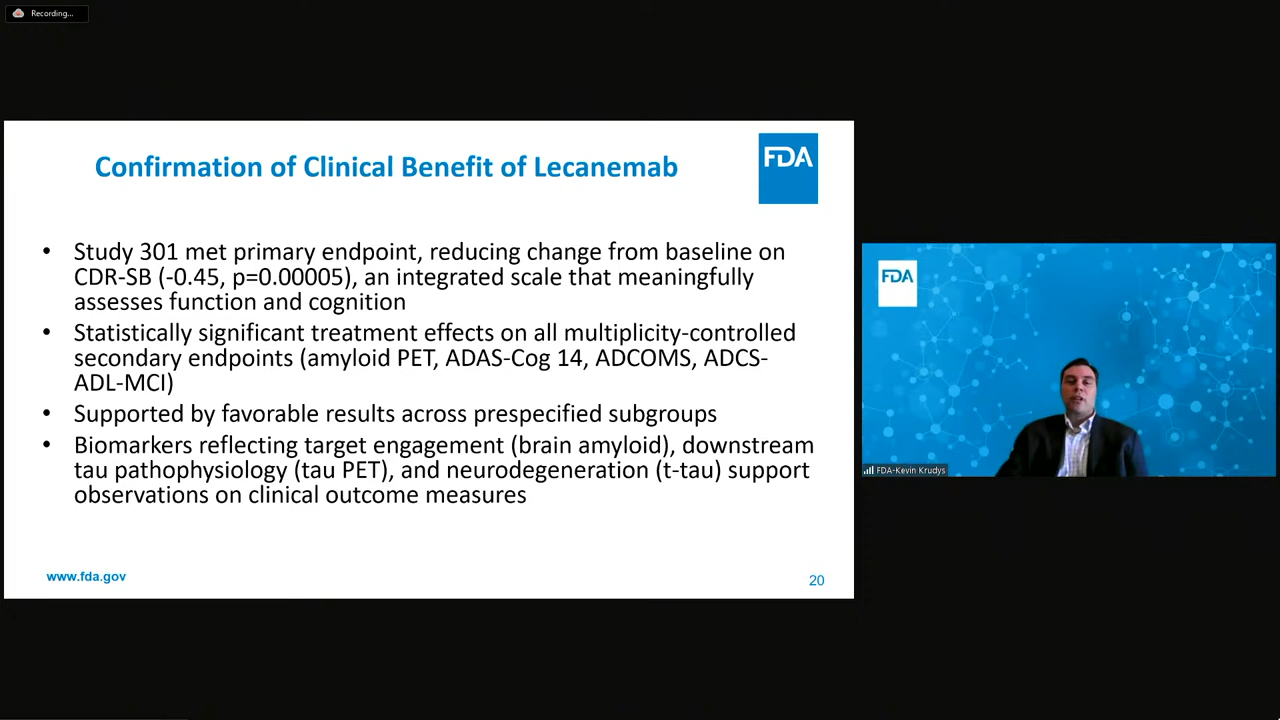 Recording...
Confirmation of Clinical Benefit of Lecanemab
FDA
• Study 301 met primary endpoint, reducing change from baseline on
CDR-SB (-0.45, p=0.00005), an integrated scale that meaningfully
assesses function and cognition
• Statistically significant treatment effects on all multiplicity-controlled
secondary endpoints (amyloid PET, ADAS-Cog 14, ADCOMS, ADCS-
ADL-MCI)
• Supported by favorable results across prespecified subgroups
• Biomarkers reflecting target engagement (brain amyloid), downstream
tau pathophysiology (tau PET), and neurodegeneration (t-tau) support
observations on clinical outcome measures
www.fda.gov
20
FDA
FDA-Kevin Krudys